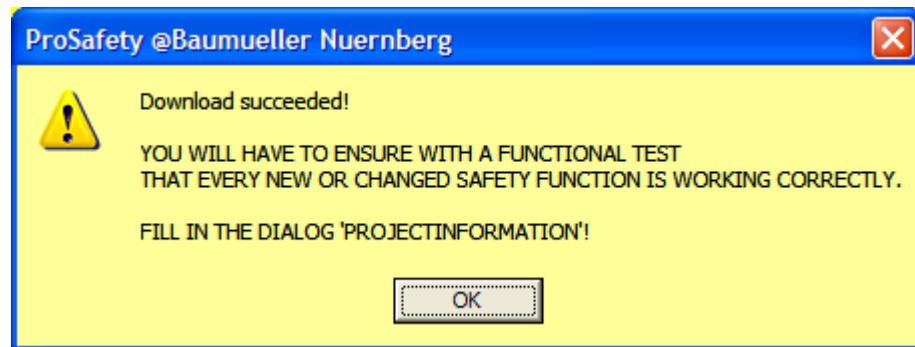 ProSafety @Baumueller Nuernberg
Download succeeded!
YOU WILL HAVE TO ENSURE WITH A FUNCTIONAL TEST
THAT EVERY NEW OR CHANGED SAFETY FUNCTION IS WORKING CORRECTLY.
FILL IN THE DIALOG 'PROJECTINFORMATION'!
OK